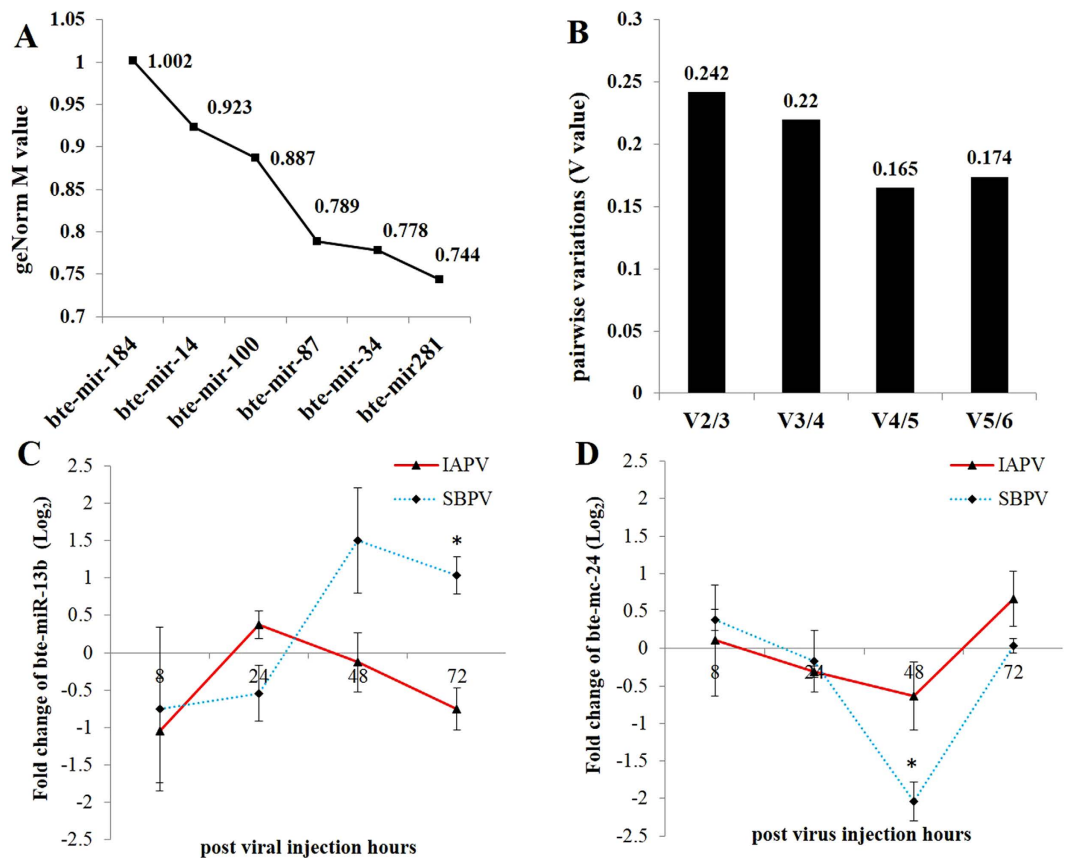 A
geNorm M value
1.05
1
0.95
0.9
0.85
0.8
0.75
0.7
1.002
0.923
0.887
0.789
0.778
0.744
bte-mir-184
bte-mir-14
bte-mir-100
bte-mir-87
bte-mir-34
bte-mir281
B
pairwise variations (V value)
0.3
0.25
0.2
0.15
0.1
0.05
0
0.242
0.22
0.165
0.174
V2/3
V3/4
V4/5
V5/6
C
Fold change of bte-miR-13b (Log2)
2.5
2
1.5
1
0.5
0
-0.5
-1
-1.5
-2
-2.5
IAPV
SBPV
*
8
24
48
72
post viral injection hours
D
Fold change of bte-mc-24 (Log2)
2.5
2
1.5
1
0.5
0
-0.5
-1
-1.5
-2
-2.5
IAPV
SBPV
8
24
48
72
*
post virus injection hours